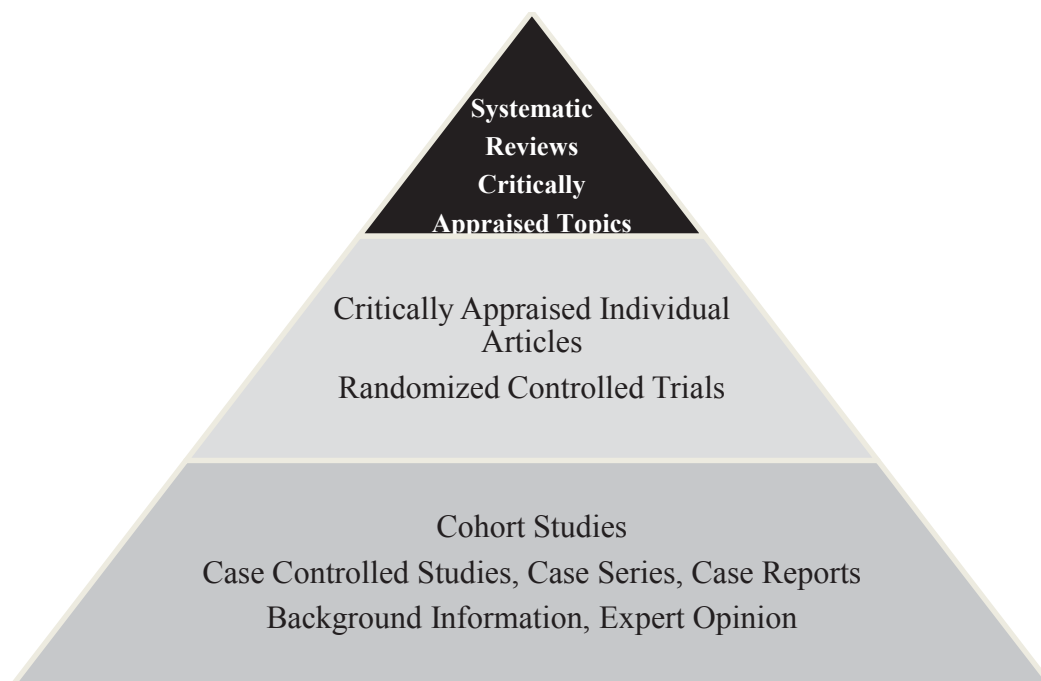 Systematic
Reviews
Critically
Appraised Topics
Critically Appraised Individual
Articles
Randomized Controlled Trials
Cohort Studies
Case Controlled Studies, Case Series, Case Reports
Background Information, Expert Opinion